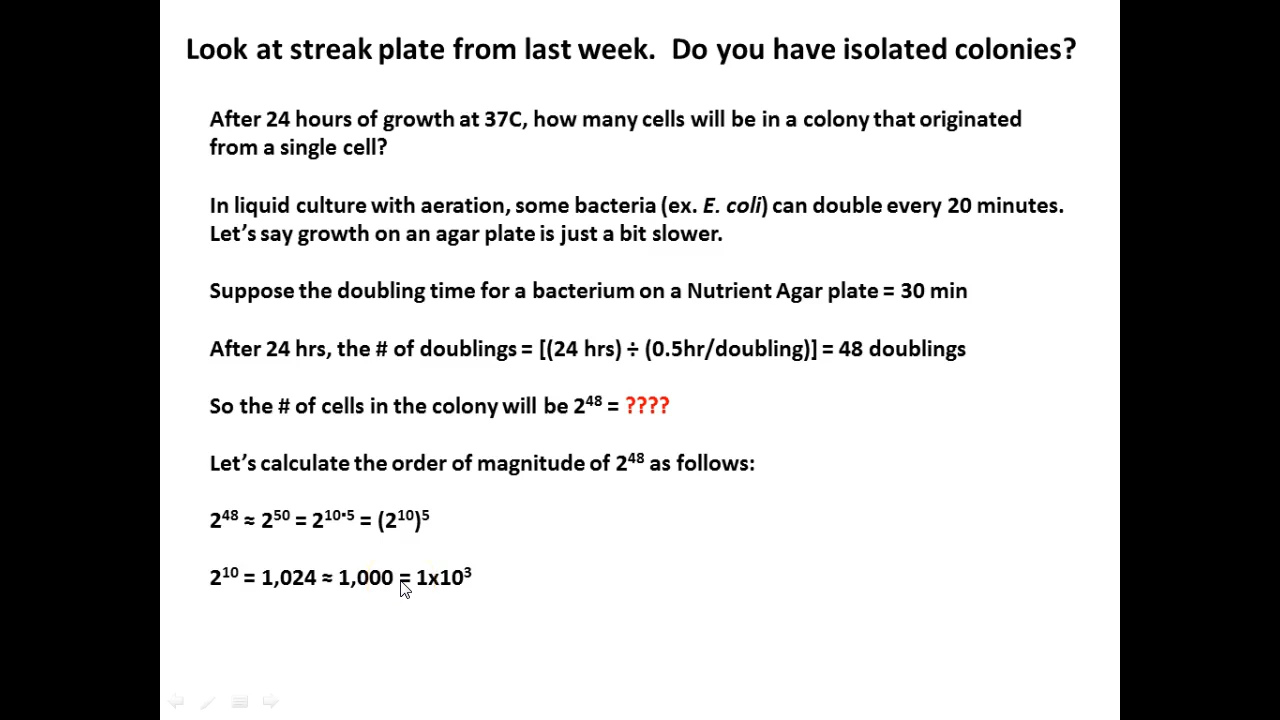 Look at streak plate from last week.  Do you have isolated colonies?
After 24 hours of growth at 37C, how many cells will be in a colony that originated
from a single cell?
In liquid culture with aeration, some bacteria (ex. E. coli) can double every 20 minutes.
Let's say growth on an agar plate is just a bit slower.
Suppose the doubling time for a bacterium on a Nutrient Agar plate = 30 min
After 24 hrs, the # of doublings = [(24 hrs) ÷ (0.5hr/doubling)] = 48 doublings
So the # of cells in the colony will be 2⁴⁸ = ????
Let's calculate the order of magnitude of 2⁴⁸ as follows:
2⁴⁸ ≈ 2⁵⁰ = 2¹⁰˙⁵ = (2¹⁰)⁵
2¹⁰ = 1,024 ≈ 1,000 = 1x10³